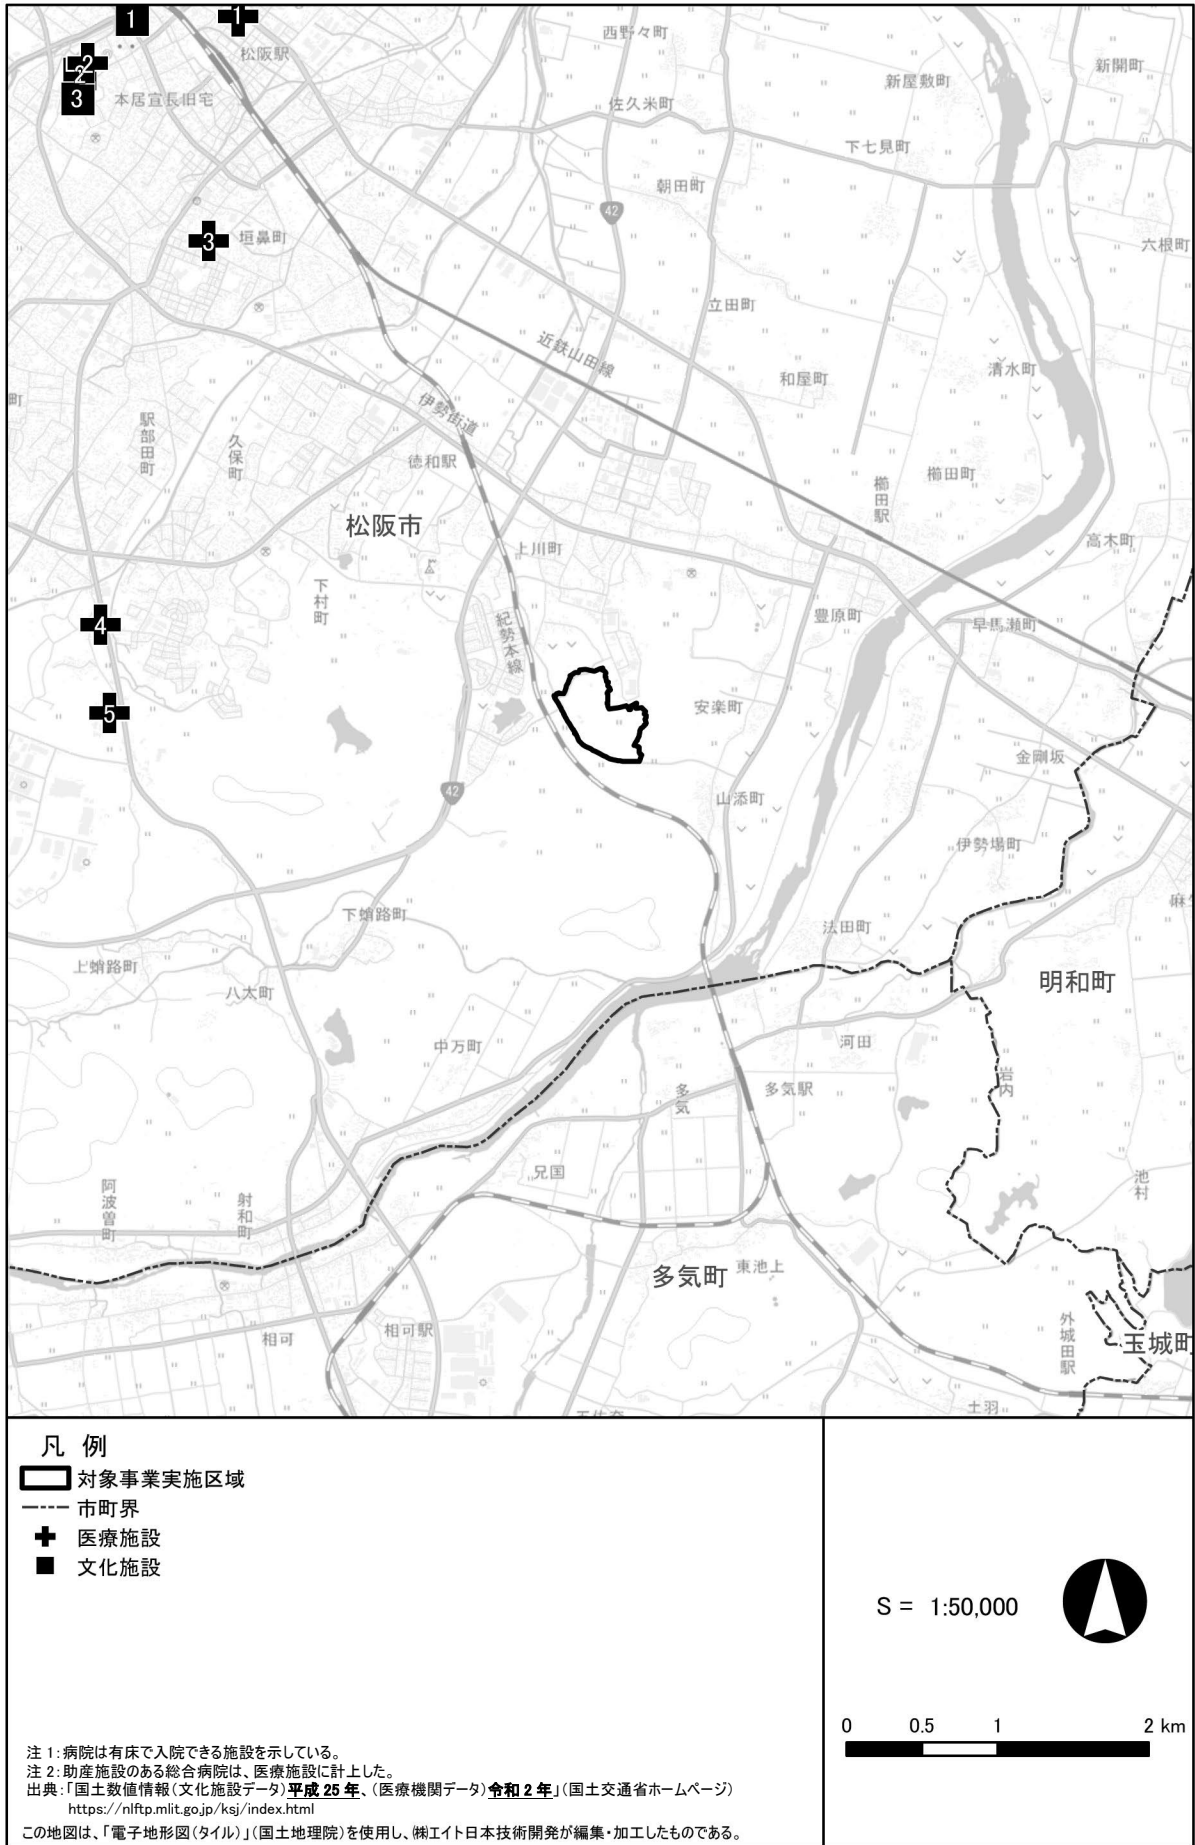 1
1
2
2
3
松阪駅
本居宣長旧宅
西野々町
新屋敷町
新開町
佐久米町
下七見町
朝田町
42
六根町
3
垣鼻町
立田町
近鉄山田線
和屋町
清水町
町
駅部田町
久保町
伊勢街道
徳和駅
櫛田駅
櫛田町
松阪市
上川町
高木町
下村町
4
紀勢本線
豊原町
早馬瀬町
5
安楽町
金剛坂
42
山添町
伊勢場町
下蛸路町
法田町
上蛸路町
八太町
明和町
中万町
河田
岩内
多気
多気駅
兄国
池村
阿波曽町
射和町
多気町
東池上
相可
相可駅
外城田駅
玉城町
土羽
凡 例
対象事業実施区域
市町界
医療施設
文化施設
S = 1:50,000
0 0.5 1 2 km
注 1:病院は有床で入院できる施設を示している。
注 2:助産施設のある総合病院は、医療施設に計上した。
出典:「国土数値情報(文化施設データ)平成 25 年、(医療機関データ)令和 2 年」(国土交通省ホームページ)
https://nlftp.mlit.go.jp/ksj/index.html
この地図は、「電子地形図(タイル)」(国土地理院)を使用し、㈱エイト日本技術開発が編集・加工したものである。